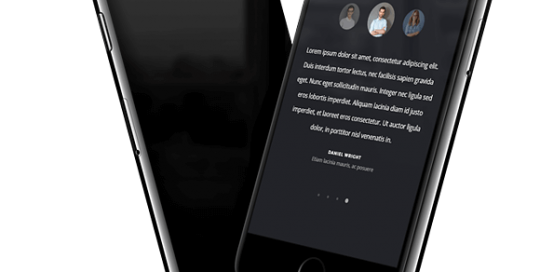 Lorem ipsum dolor sit amet, consectetur adipiscing elit.
Duis interdum tortor lectus, nec facilisis sapien gravida
eget. Nunc eget sollicitudin mauris. Integer nec ligula sed
eros lobortis imperdiet. Aliquam lacinia diam id justo
imperdiet, et laoreet eros consectetur. Ut auctor ligula
dolor, in porttitor nisl venenatis in.
DANIEL WRIGHT
Etiam lacinia mauris, ac posuere